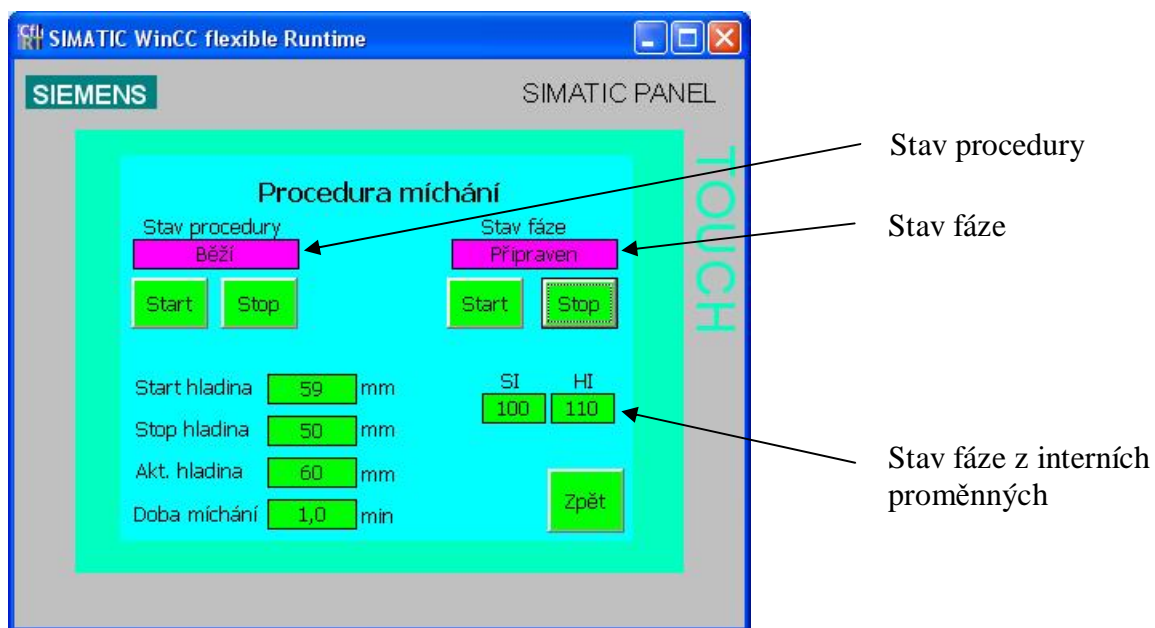 SIMATIC WinCC flexible Runtime
SIEMENS
SIMATIC PANEL
TOUCH
Procedura míchání
Stav procedury
Stav fáze
Běží
Připraven
Start
Stop
Start
Stop
Start hladina 59 mm
Stop hladina 50 mm
Akt. hladina 60 mm
Doba míchání 1,0 min
SI HI
100 110
Zpět
Stav procedury
Stav fáze
Stav fáze z interních
proměnných